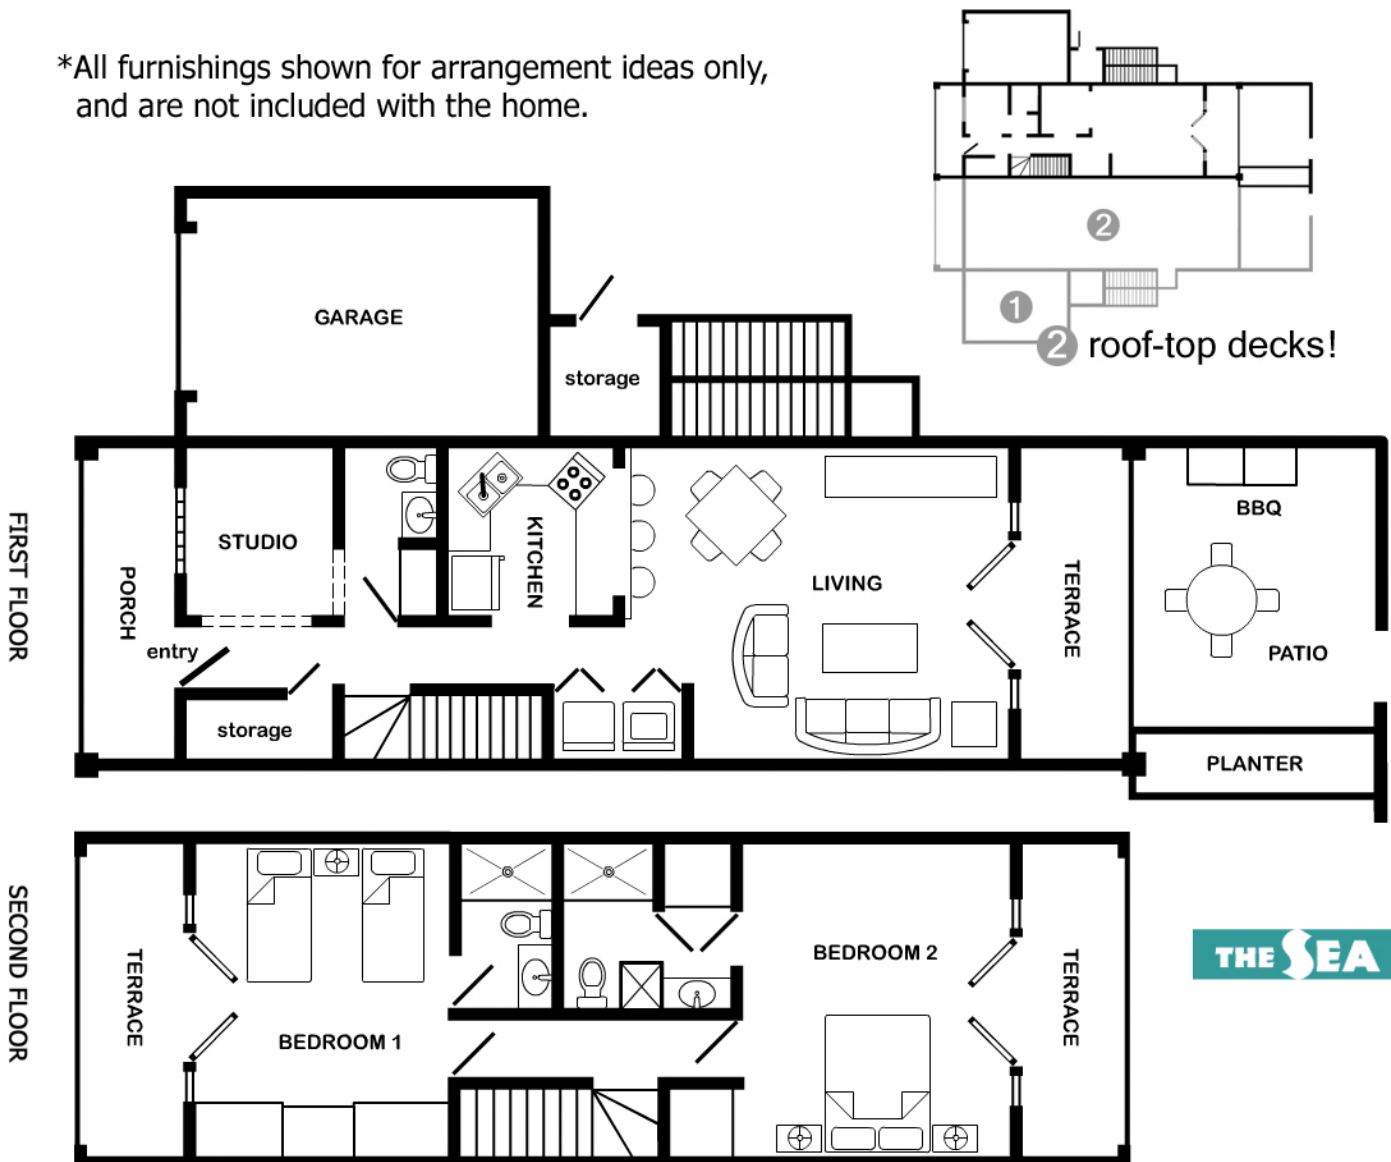 *All furnishings shown for arrangement ideas only,
and are not included with the home.
2
1
2 roof-top decks!
GARAGE
storage
FIRST FLOOR
PORCH
STUDIO
KITCHEN
LIVING
TERRACE
BBQ
PATIO
entry
storage
PLANTER
SECOND FLOOR
TERRACE
BEDROOM 1
BEDROOM 2
TERRACE
THE SEA